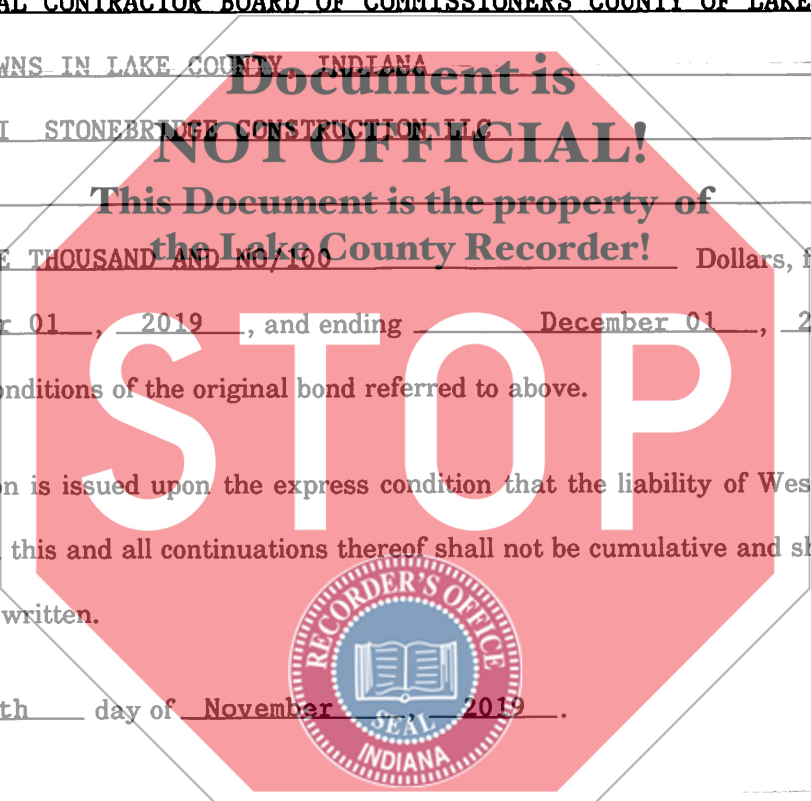 AL CONTRACTOR BOARD OF COMMISSIONERS COUNTY OF LAKE
WNS IN LAKE COUNTY, INDIANA
Document is
I STONEBRIDGE CONSTRUCTION LLC
NOT OFFICIAL!
This Document is the property of
the Lake County Recorder!
E THOUSAND AND NO/100 Dollars, f
r 01, 2019, and ending December 01, 2
STOP
onditions of the original bond referred to above.
on is issued upon the express condition that the liability of Wes
this and all continuations thereof shall not be cumulative and sh
written.
RECORDER'S OFFICE
th day of November, 2019.
SEAL
INDIANA